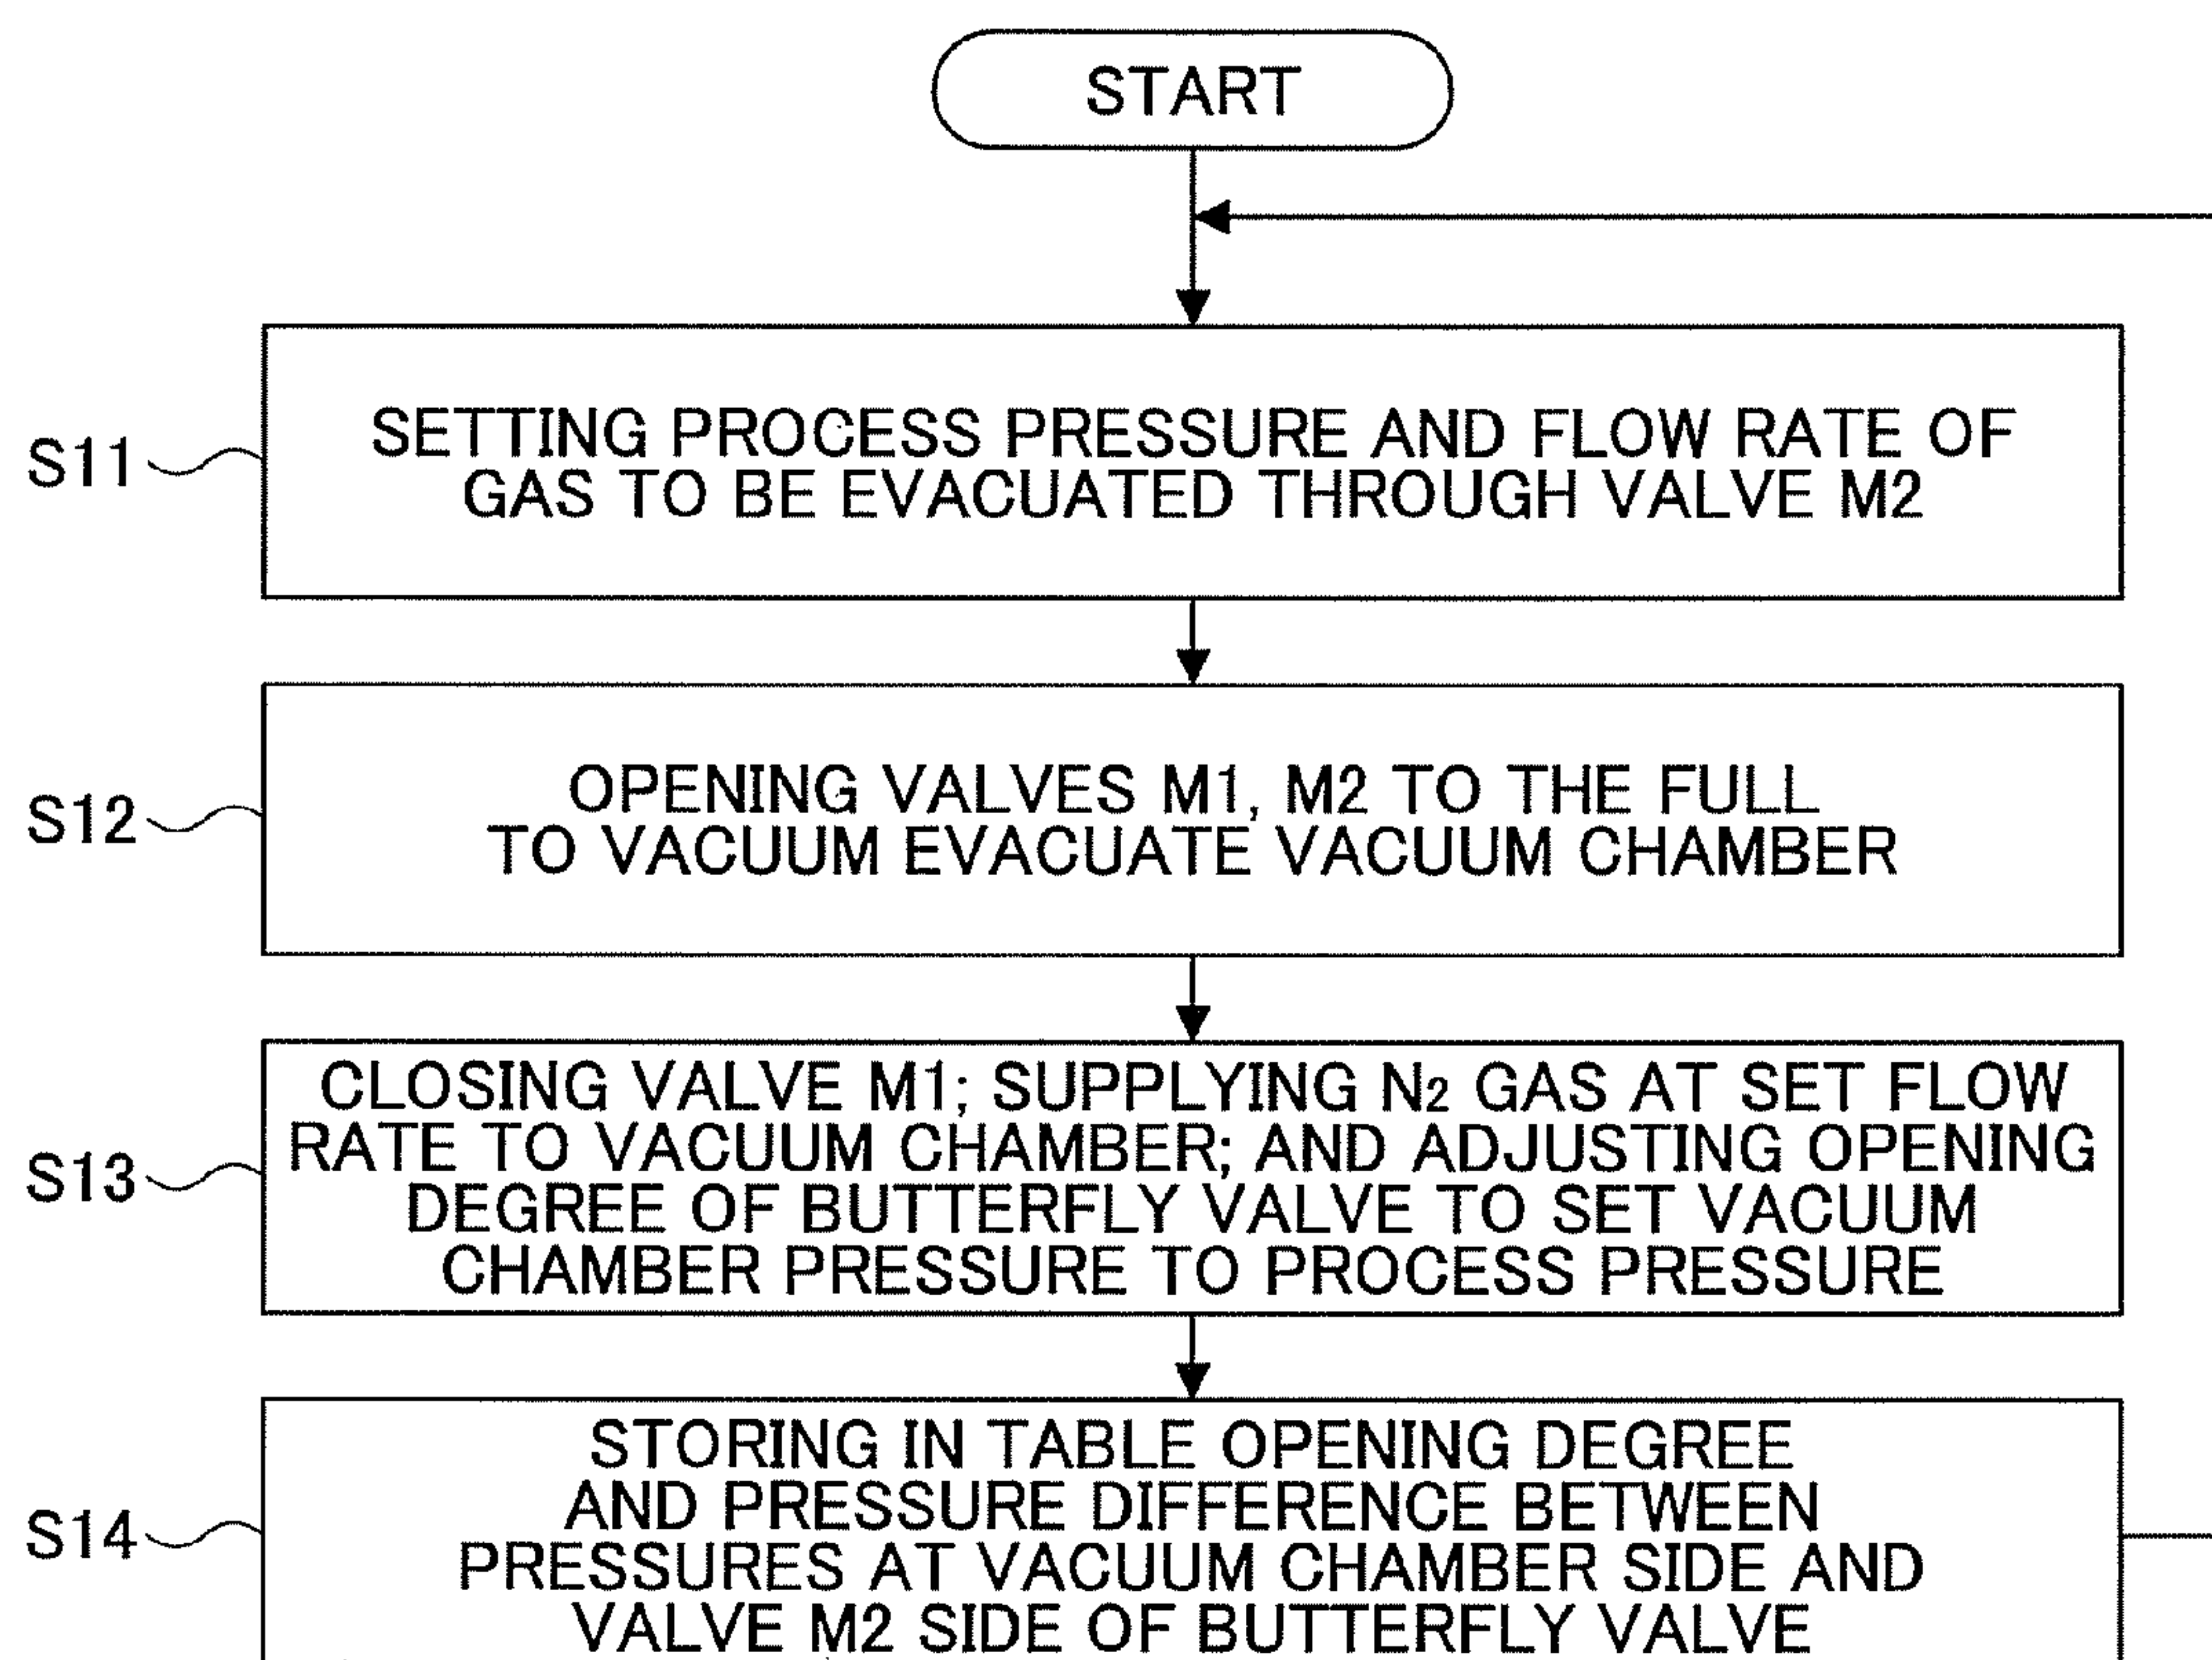 START
S11
SETTING PROCESS PRESSURE AND FLOW RATE OF
GAS TO BE EVACUATED THROUGH VALVE M2
S12
OPENING VALVES M1, M2 TO THE FULL
TO VACUUM EVACUATE VACUUM CHAMBER
S13
CLOSING VALVE M1; SUPPLYING N2 GAS AT SET FLOW
RATE TO VACUUM CHAMBER; AND ADJUSTING OPENING
DEGREE OF BUTTERFLY VALVE TO SET VACUUM
CHAMBER PRESSURE TO PROCESS PRESSURE
S14
STORING IN TABLE OPENING DEGREE
AND PRESSURE DIFFERENCE BETWEEN
PRESSURES AT VACUUM CHAMBER SIDE AND
VALVE M2 SIDE OF BUTTERFLY VALVE